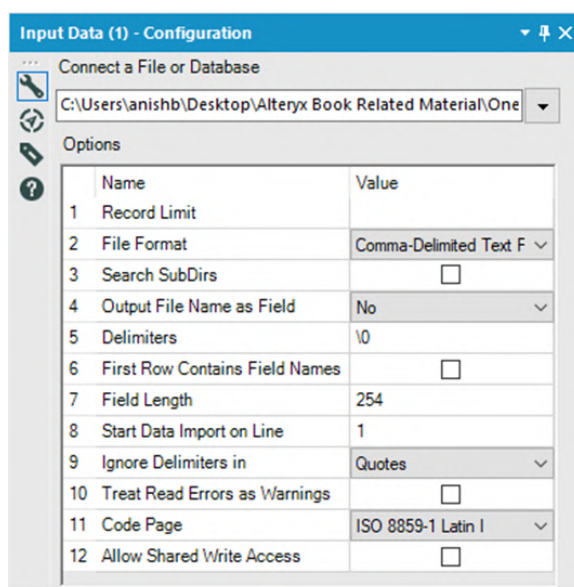 Input Data (1) - Configuration
Connect a File or Database
C:\Users\anishb\Desktop\Alteryx Book Related Material\One
Options
Name Value
1 Record Limit
2 File Format Comma-Delimited Text F
3 Search SubDirs
4 Output File Name as Field No
5 Delimiters \0
6 First Row Contains Field Names
7 Field Length 254
8 Start Data Import on Line 1
9 Ignore Delimiters in Quotes
10 Treat Read Errors as Warnings
11 Code Page ISO 8859-1 Latin I
12 Allow Shared Write Access